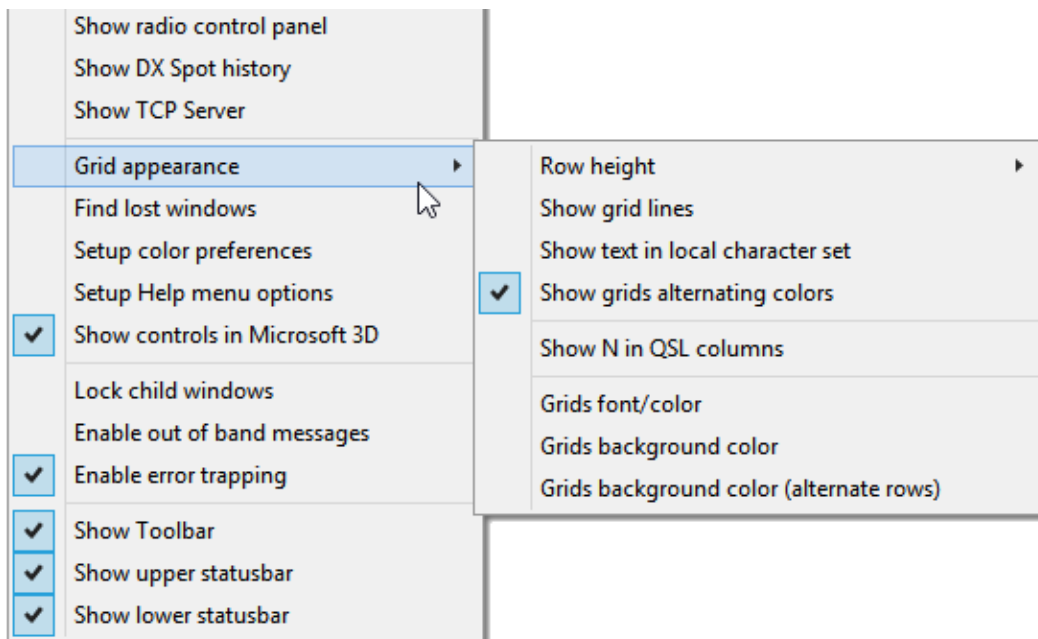 Show radio control panel
Show DX Spot history
Show TCP Server
Grid appearance
Find lost windows
Setup color preferences
Setup Help menu options
Show controls in Microsoft 3D
Lock child windows
Enable out of band messages
Enable error trapping
Show Toolbar
Show upper statusbar
Show lower statusbar
Row height
Show grid lines
Show text in local character set
Show grids alternating colors
Show N in QSL columns
Grids font/color
Grids background color
Grids background color (alternate rows)